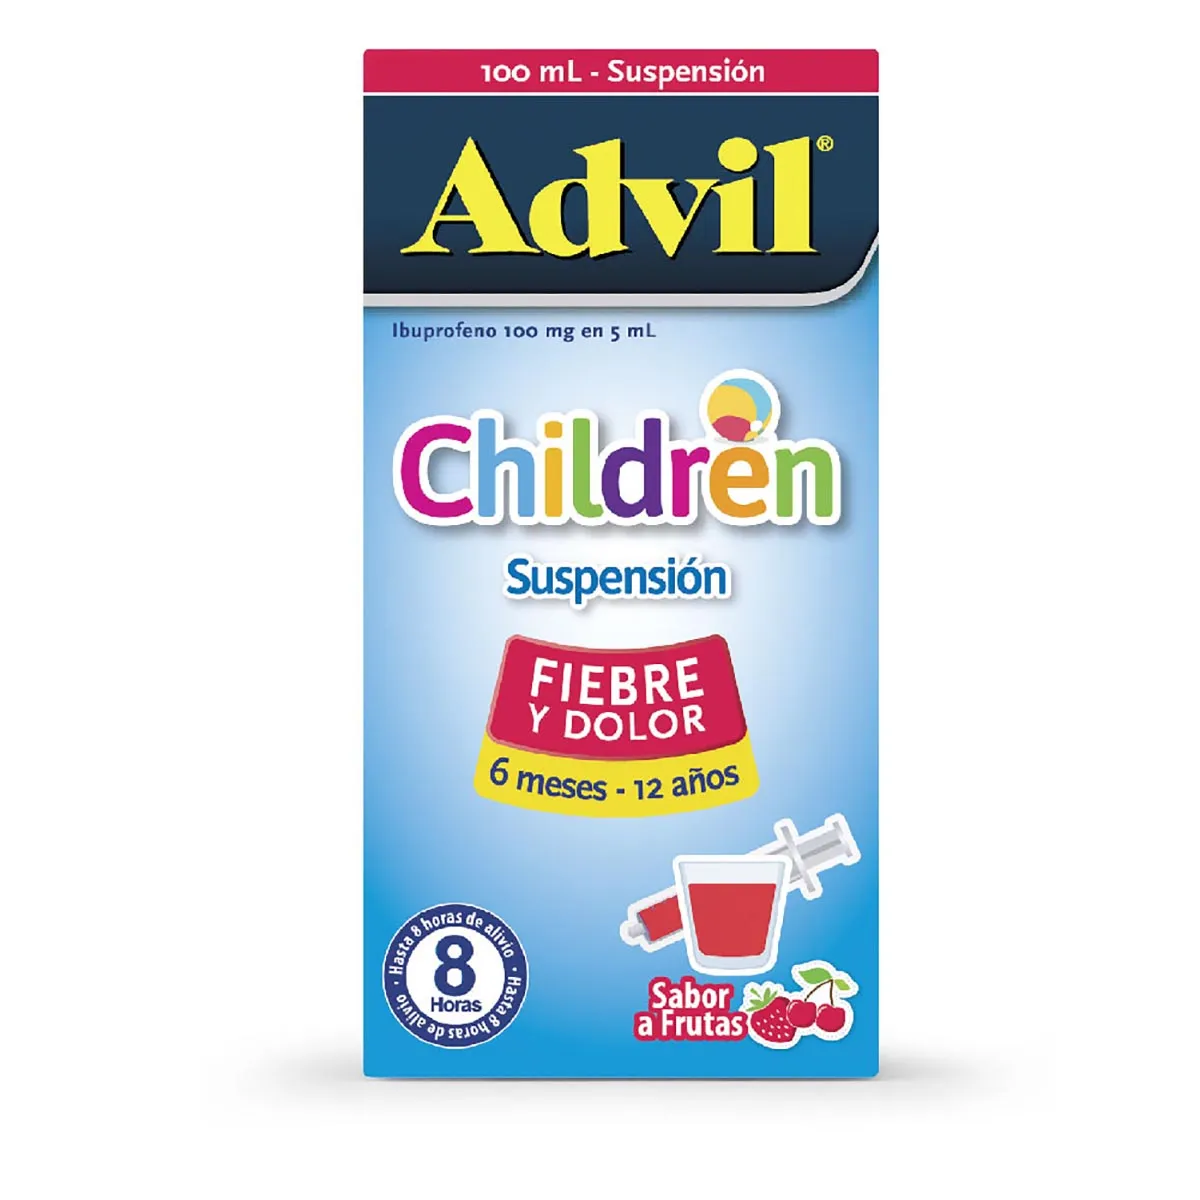 100 mL - Suspensión
Advil®
Ibuprofeno 100 mg en 5 mL
Children
Suspensión
FIEBRE
Y DOLOR
6 meses - 12 años
Hasta 8 horas de alivio • Hasta 8 horas de alivio •
8
Horas
Sabor
a Frutas